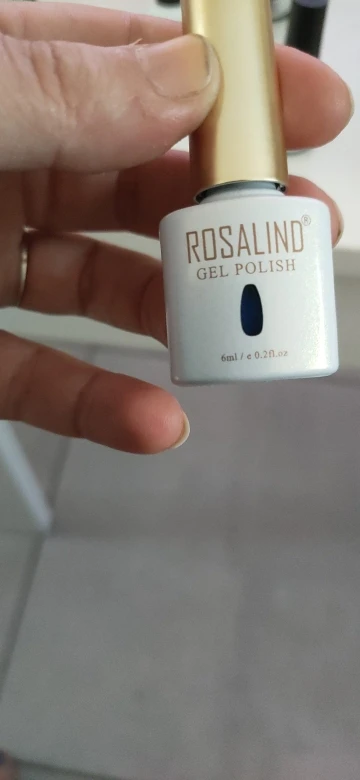 ROSALIND®
GEL POLISH
6ml / e 0.2fl.oz